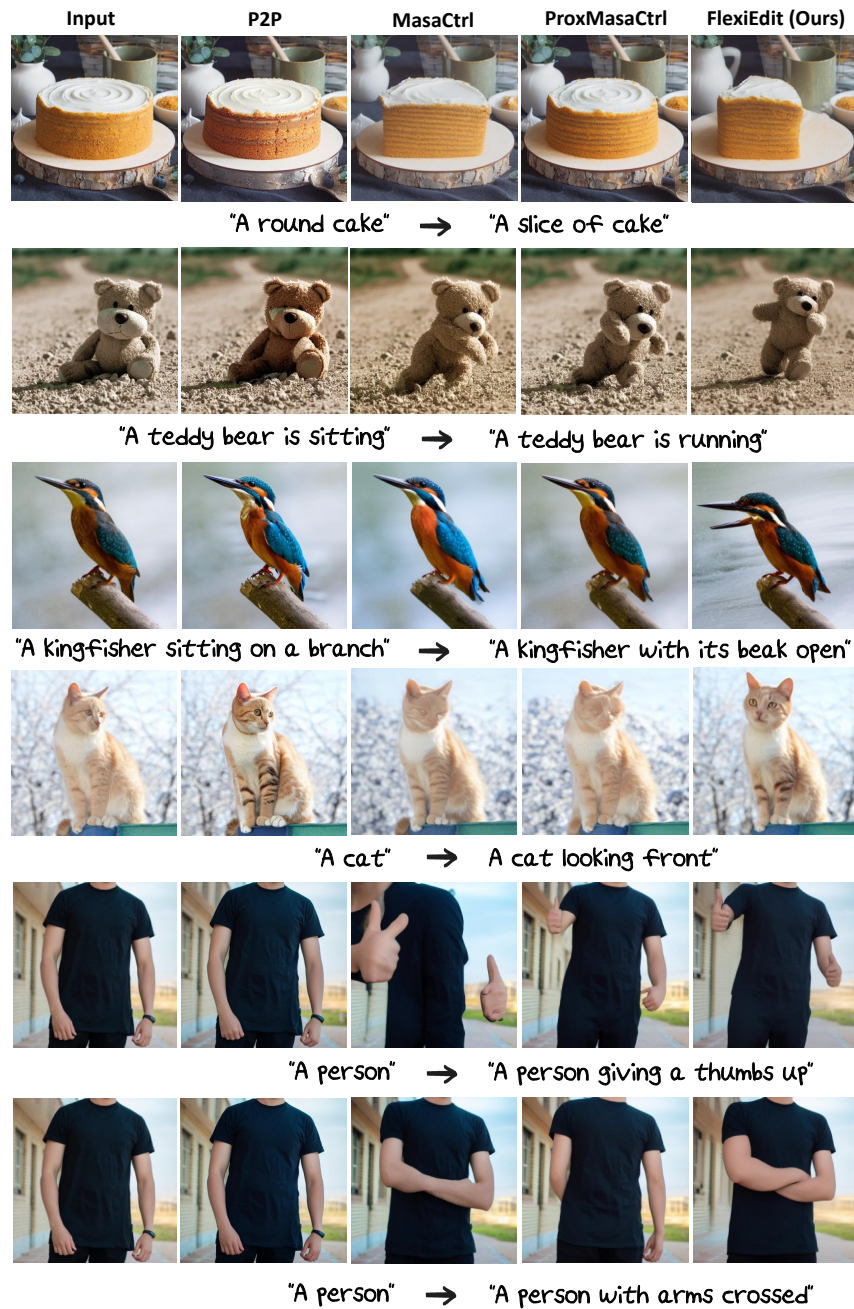 Input P2P MasaCtrl ProxMasaCtrl FlexiEdit (Ours)
"A round cake" → "A slice of cake"
"A teddy bear is sitting" → "A teddy bear is running"
"A kingfisher sitting on a branch" → "A kingfisher with its beak open"
"A cat" → A cat looking front"
"A person" → "A person giving a thumbs up"
"A person" → "A person with arms crossed"